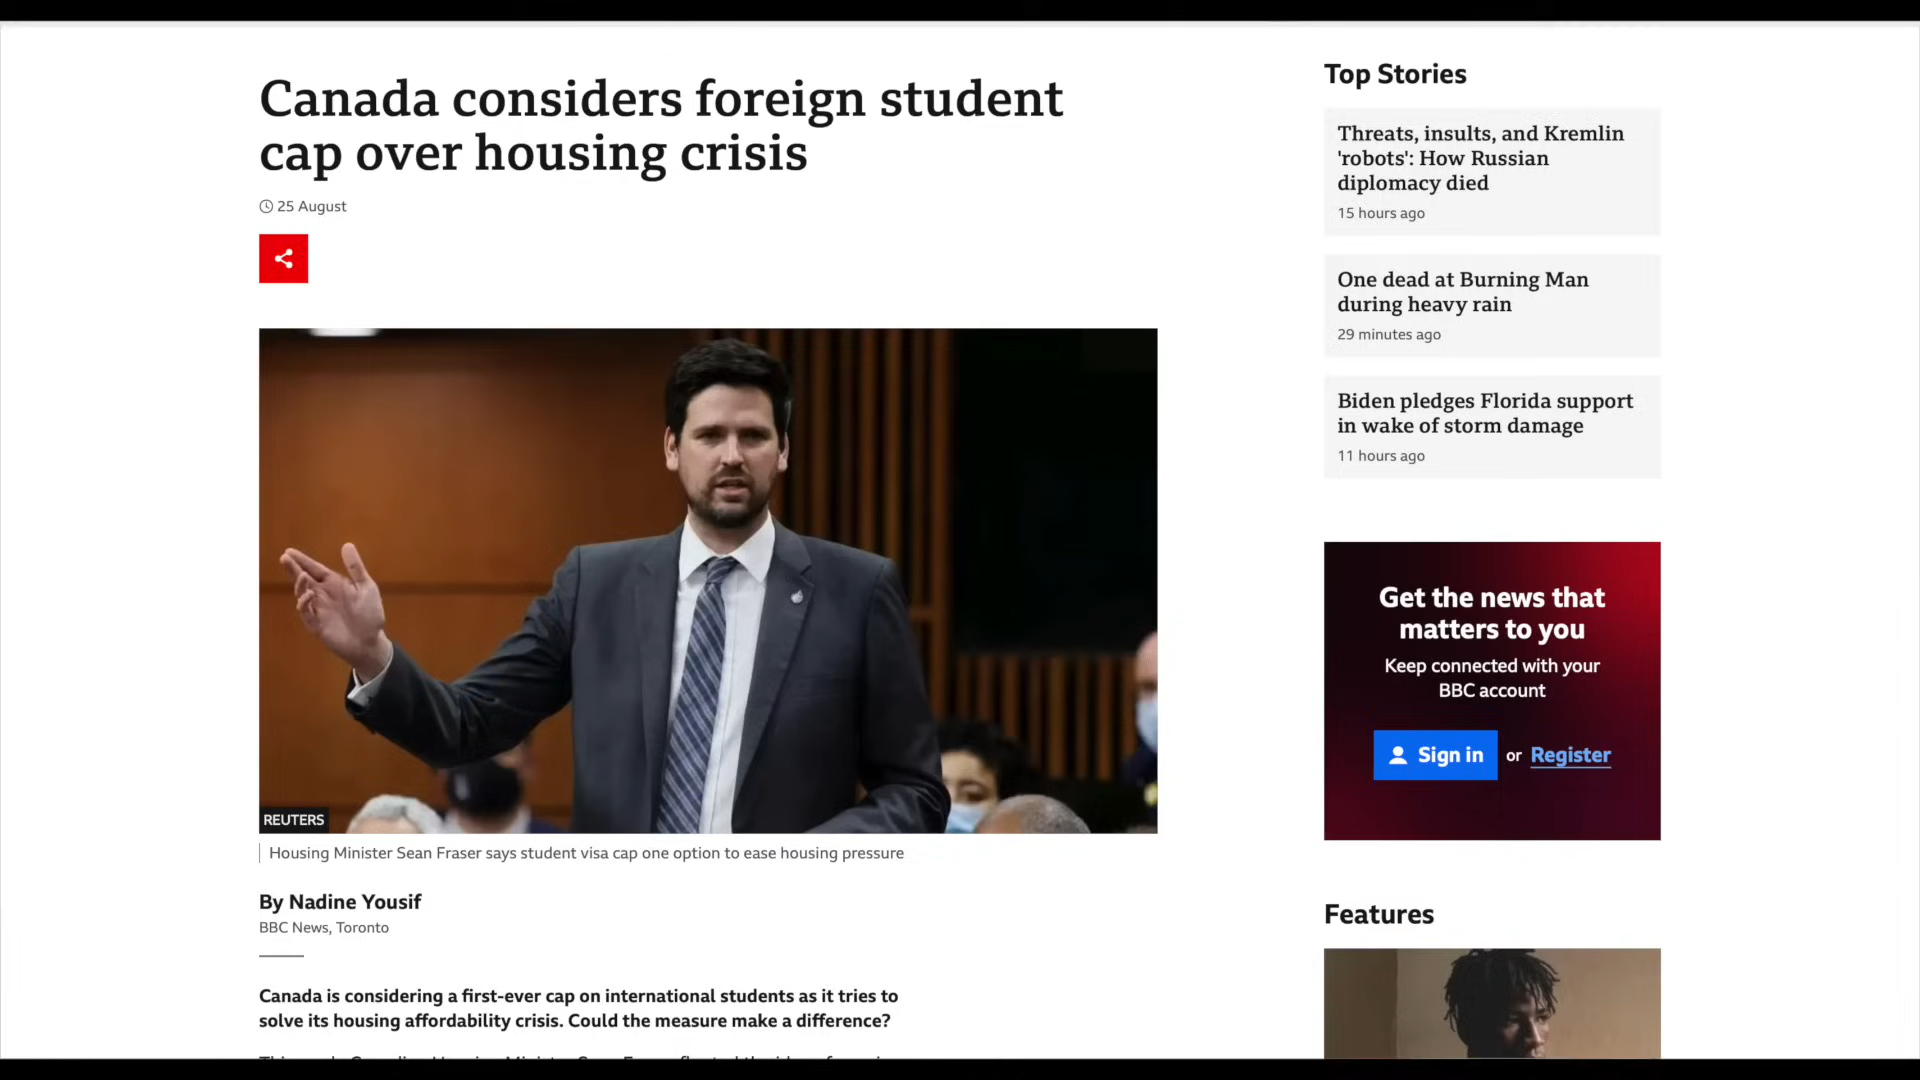 Canada considers foreign student
cap over housing crisis
25 August
REUTERS
Housing Minister Sean Fraser says student visa cap one option to ease housing pressure
By Nadine Yousif
BBC News, Toronto
Canada is considering a first-ever cap on international students as it tries to
solve its housing affordability crisis. Could the measure make a difference?
Top Stories
Threats, insults, and Kremlin
'robots': How Russian
diplomacy died
15 hours ago
One dead at Burning Man
during heavy rain
29 minutes ago
Biden pledges Florida support
in wake of storm damage
11 hours ago
Get the news that
matters to you
Keep connected with your
BBC account
Sign in or Register
Features